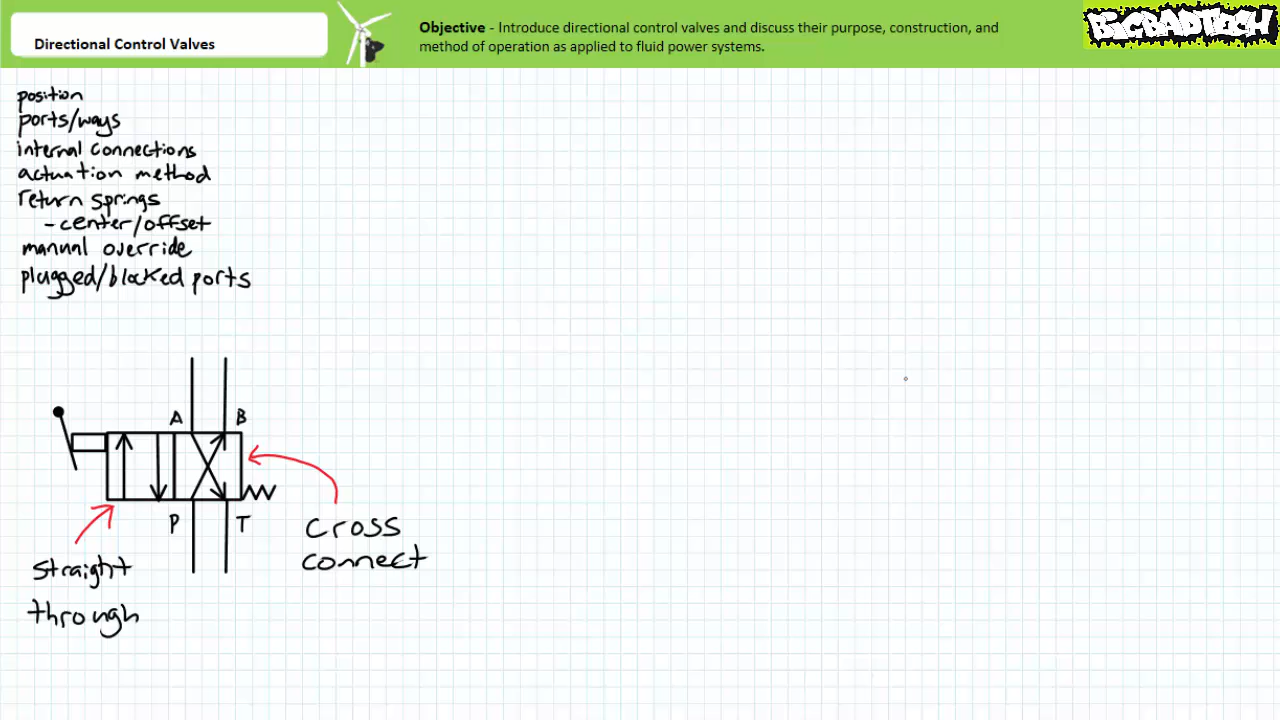 Directional Control Valves
Objective - Introduce directional control valves and discuss their purpose, construction, and
method of operation as applied to fluid power systems.
BIGBADTECH
position
ports/ways
internal connections
actuation method
return springs
-center/offset
manual override
plugged/blocked ports
A B
P T
cross
connect
straight
through